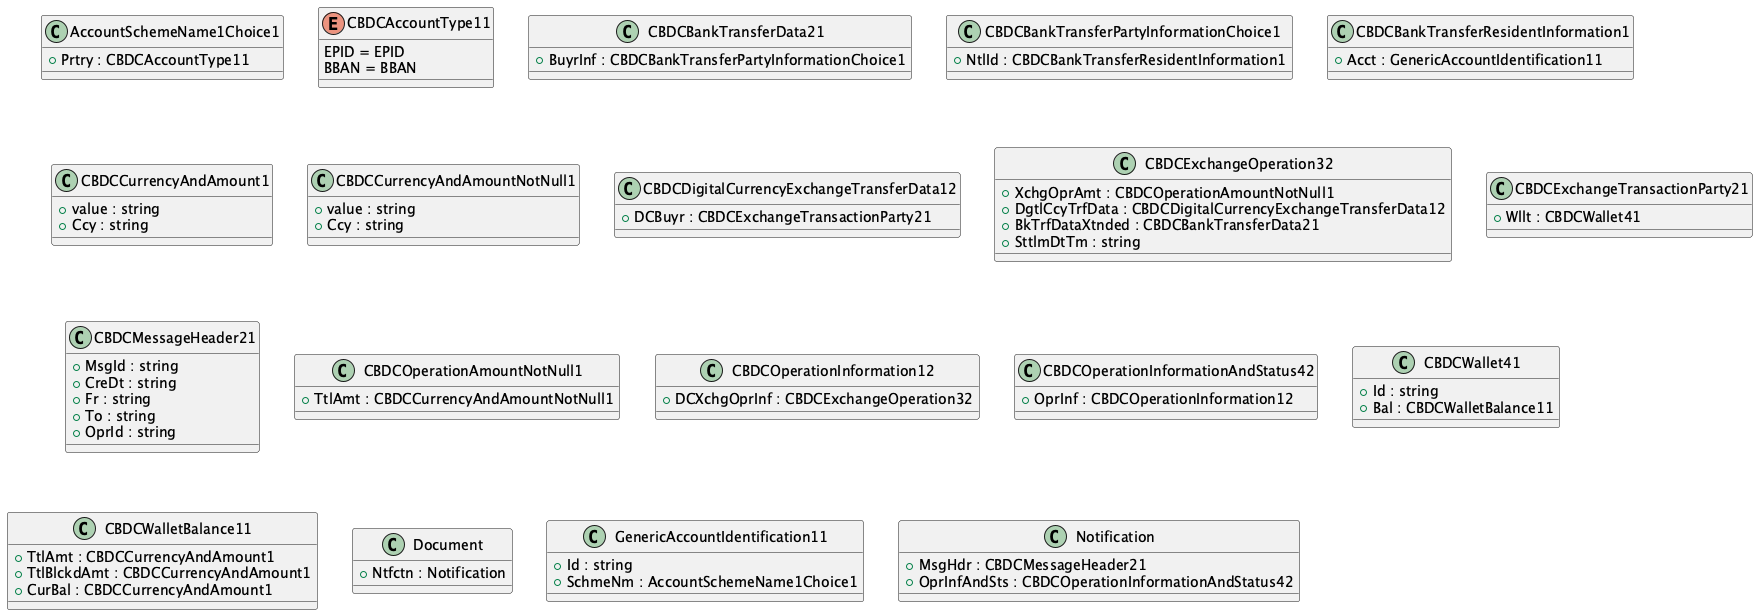 C AccountSchemeName1Choice1
Prtry : CBDCAccountType11
E CBDCAccountType11
EPID = EPID
BBAN = BBAN
C CBDCBankTransferData21
BuyrInf : CBDCBankTransferPartyInformationChoice1
C CBDCBankTransferPartyInformationChoice1
NtlId : CBDCBankTransferResidentInformation1
C CBDCBankTransferResidentInformation1
Acct : GenericAccountIdentification11
C CBDCCurrencyAndAmount1
value : string
Ccy : string
C CBDCCurrencyAndAmountNotNull1
value : string
Ccy : string
C CBDCDigitalCurrencyExchangeTransferData12
DCBuyr : CBDCExchangeTransactionParty21
C CBDCExchangeOperation32
XchgOprAmt : CBDCOperationAmountNotNull1
DgtlCcyTrfData : CBDCDigitalCurrencyExchangeTransferData12
BkTrfDataXtnded : CBDCBankTransferData21
SttlmDtTm : string
C CBDCExchangeTransactionParty21
Wllt : CBDCWallet41
C CBDCMessageHeader21
MsgId : string
CreDt : string
Fr : string
To : string
OprId : string
C CBDCOperationAmountNotNull1
TtlAmt : CBDCCurrencyAndAmountNotNull1
C CBDCOperationInformation12
DCXchgOprInf : CBDCExchangeOperation32
C CBDCOperationInformationAndStatus42
OprInf : CBDCOperationInformation12
C CBDCWallet41
Id : string
Bal : CBDCWalletBalance11
C CBDCWalletBalance11
TtlAmt : CBDCCurrencyAndAmount1
TtlBlckdAmt : CBDCCurrencyAndAmount1
CurBal : CBDCCurrencyAndAmount1
C Document
Ntfctn : Notification
C GenericAccountIdentification11
Id : string
SchmeNm : AccountSchemeName1Choice1
C Notification
MsgHdr : CBDCMessageHeader21
OprInfAndSts : CBDCOperationInformationAndStatus42